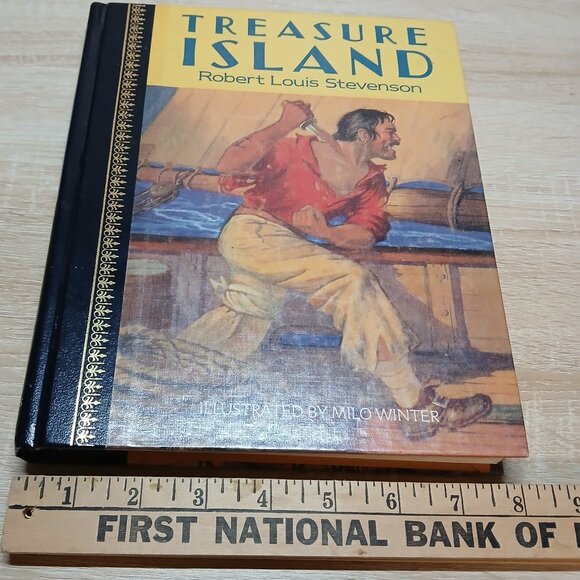 TREASURE
ISLAND
Robert Louis Stevenson
ILLUSTRATED BY MILO WINTER
1 2 3 4 5 6 7 8 9
FIRST NATIONAL BANK OF